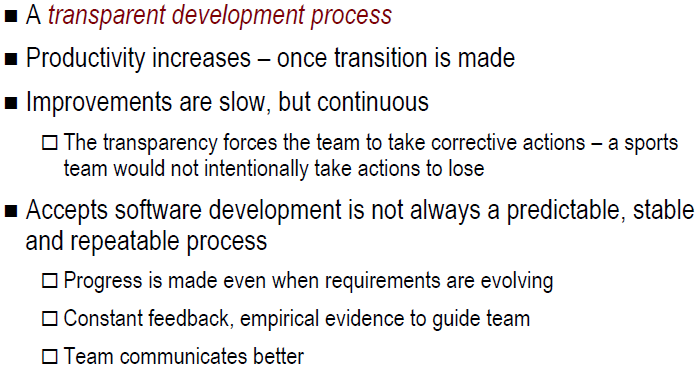 ■ A transparent development process
■ Productivity increases – once transition is made
■ Improvements are slow, but continuous
□ The transparency forces the team to take corrective actions – a sports
team would not intentionally take actions to lose
■ Accepts software development is not always a predictable, stable
and repeatable process
□ Progress is made even when requirements are evolving
□ Constant feedback, empirical evidence to guide team
□ Team communicates better